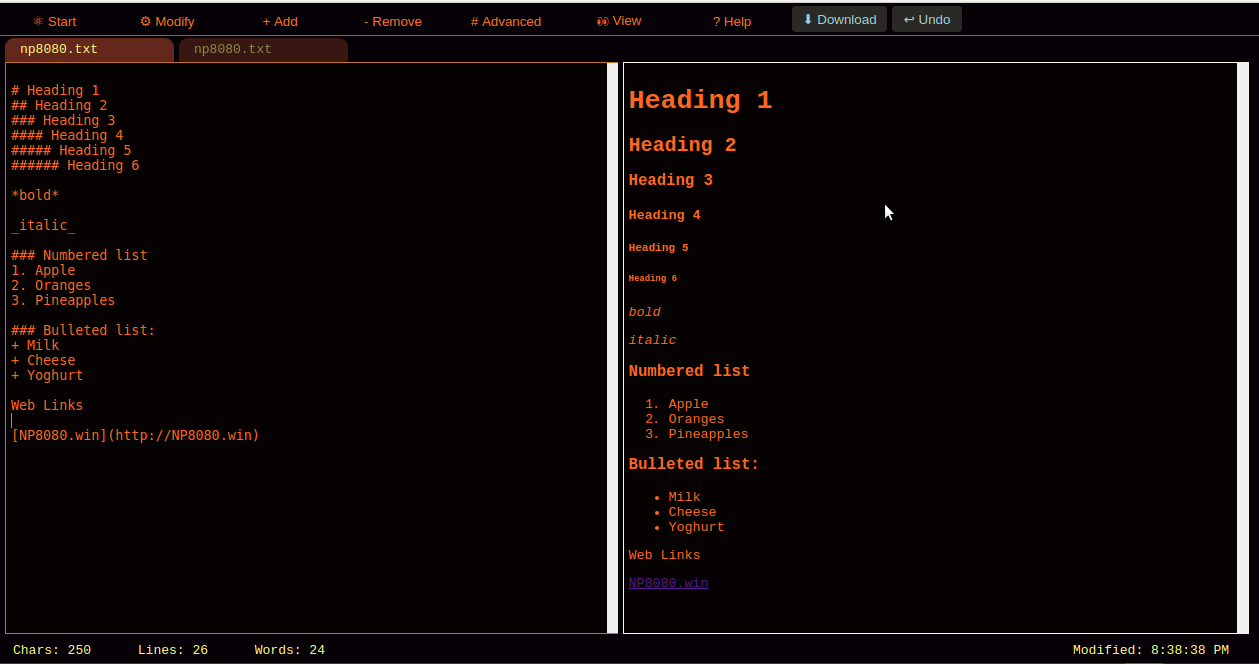 ⚛ Start ⚙ Modify + Add - Remove # Advanced 👀 View ? Help ⬇ Download ↩ Undo
np8080.txt np8080.txt
# Heading 1
## Heading 2
### Heading 3
#### Heading 4
##### Heading 5
###### Heading 6
*bold*
_italic_
### Numbered list
1. Apple
2. Oranges
3. Pineapples
### Bulleted list:
+ Milk
+ Cheese
+ Yoghurt
Web Links
[NP8080.win](http://NP8080.win)
Heading 1
Heading 2
Heading 3
Heading 4
Heading 5
Heading 6
bold
italic
Numbered list
1. Apple
2. Oranges
3. Pineapples
Bulleted list:
• Milk
• Cheese
• Yoghurt
Web Links
NP8080.win
Chars: 250 Lines: 26 Words: 24 Modified: 8:38:38 PM